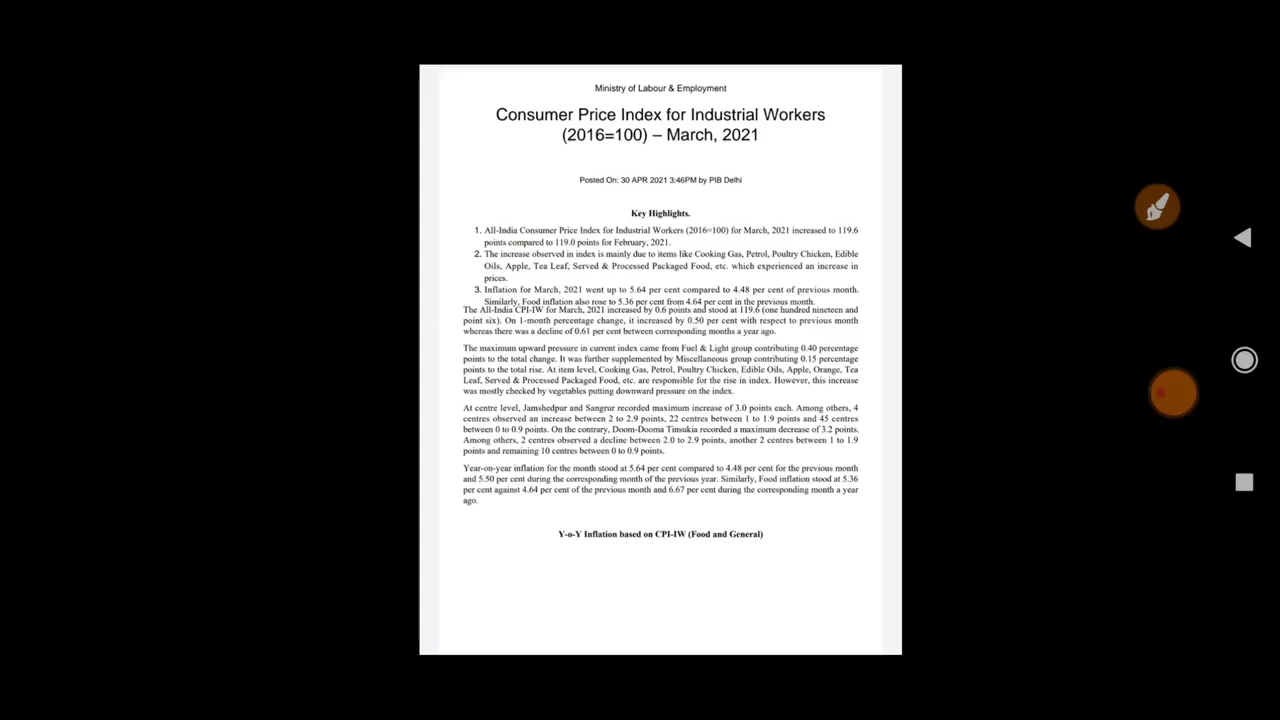 Ministry of Labour & Employment
Consumer Price Index for Industrial Workers
(2016=100) – March, 2021
Posted On: 30 APR 2021 3:46PM by PIB Delhi
Key Highlights.
1. All-India Consumer Price Index for Industrial Workers (2016=100) for March, 2021 increased to 119.6
points compared to 119.0 points for February, 2021.
2. The increase observed in index is mainly due to items like Cooking Gas, Petrol, Poultry Chicken, Edible
Oils, Apple, Tea Leaf, Served & Processed Packaged Food, etc. which experienced an increase in
prices.
3. Inflation for March, 2021 went up to 5.64 per cent compared to 4.48 per cent of previous month.
Similarly, Food inflation also rose to 5.36 per cent from 4.64 per cent in the previous month.
The All-India CPI-IW for March, 2021 increased by 0.6 points and stood at 119.6 (one hundred nineteen and
point six). On 1-month percentage change, it increased by 0.50 per cent with respect to previous month
whereas there was a decline of 0.61 per cent between corresponding months a year ago.
The maximum upward pressure in current index came from Fuel & Light group contributing 0.40 percentage
points to the total change. It was further supplemented by Miscellaneous group contributing 0.15 percentage
points to the total rise. At item level, Cooking Gas, Petrol, Poultry Chicken, Edible Oils, Apple, Orange, Tea
Leaf, Served & Processed Packaged Food, etc. are responsible for the rise in index. However, this increase
was mostly checked by vegetables putting downward pressure on the index.
At centre level, Jamshedpur and Sangrur recorded maximum increase of 3.0 points each. Among others, 4
centres observed an increase between 2 to 2.9 points, 22 centres between 1 to 1.9 points and 45 centres
between 0 to 0.9 points. On the contrary, Doom-Dooma Tinsukia recorded a maximum decrease of 3.2 points.
Among others, 2 centres observed a decline between 2.0 to 2.9 points, another 2 centres between 1 to 1.9
points and remaining 10 centres between 0 to 0.9 points.
Year-on-year inflation for the month stood at 5.64 per cent compared to 4.48 per cent for the previous month
and 5.50 per cent during the corresponding month of the previous year. Similarly, Food inflation stood at 5.36
per cent against 4.64 per cent of the previous month and 6.67 per cent during the corresponding month a year
ago.
Y-o-Y Inflation based on CPI-IW (Food and General)